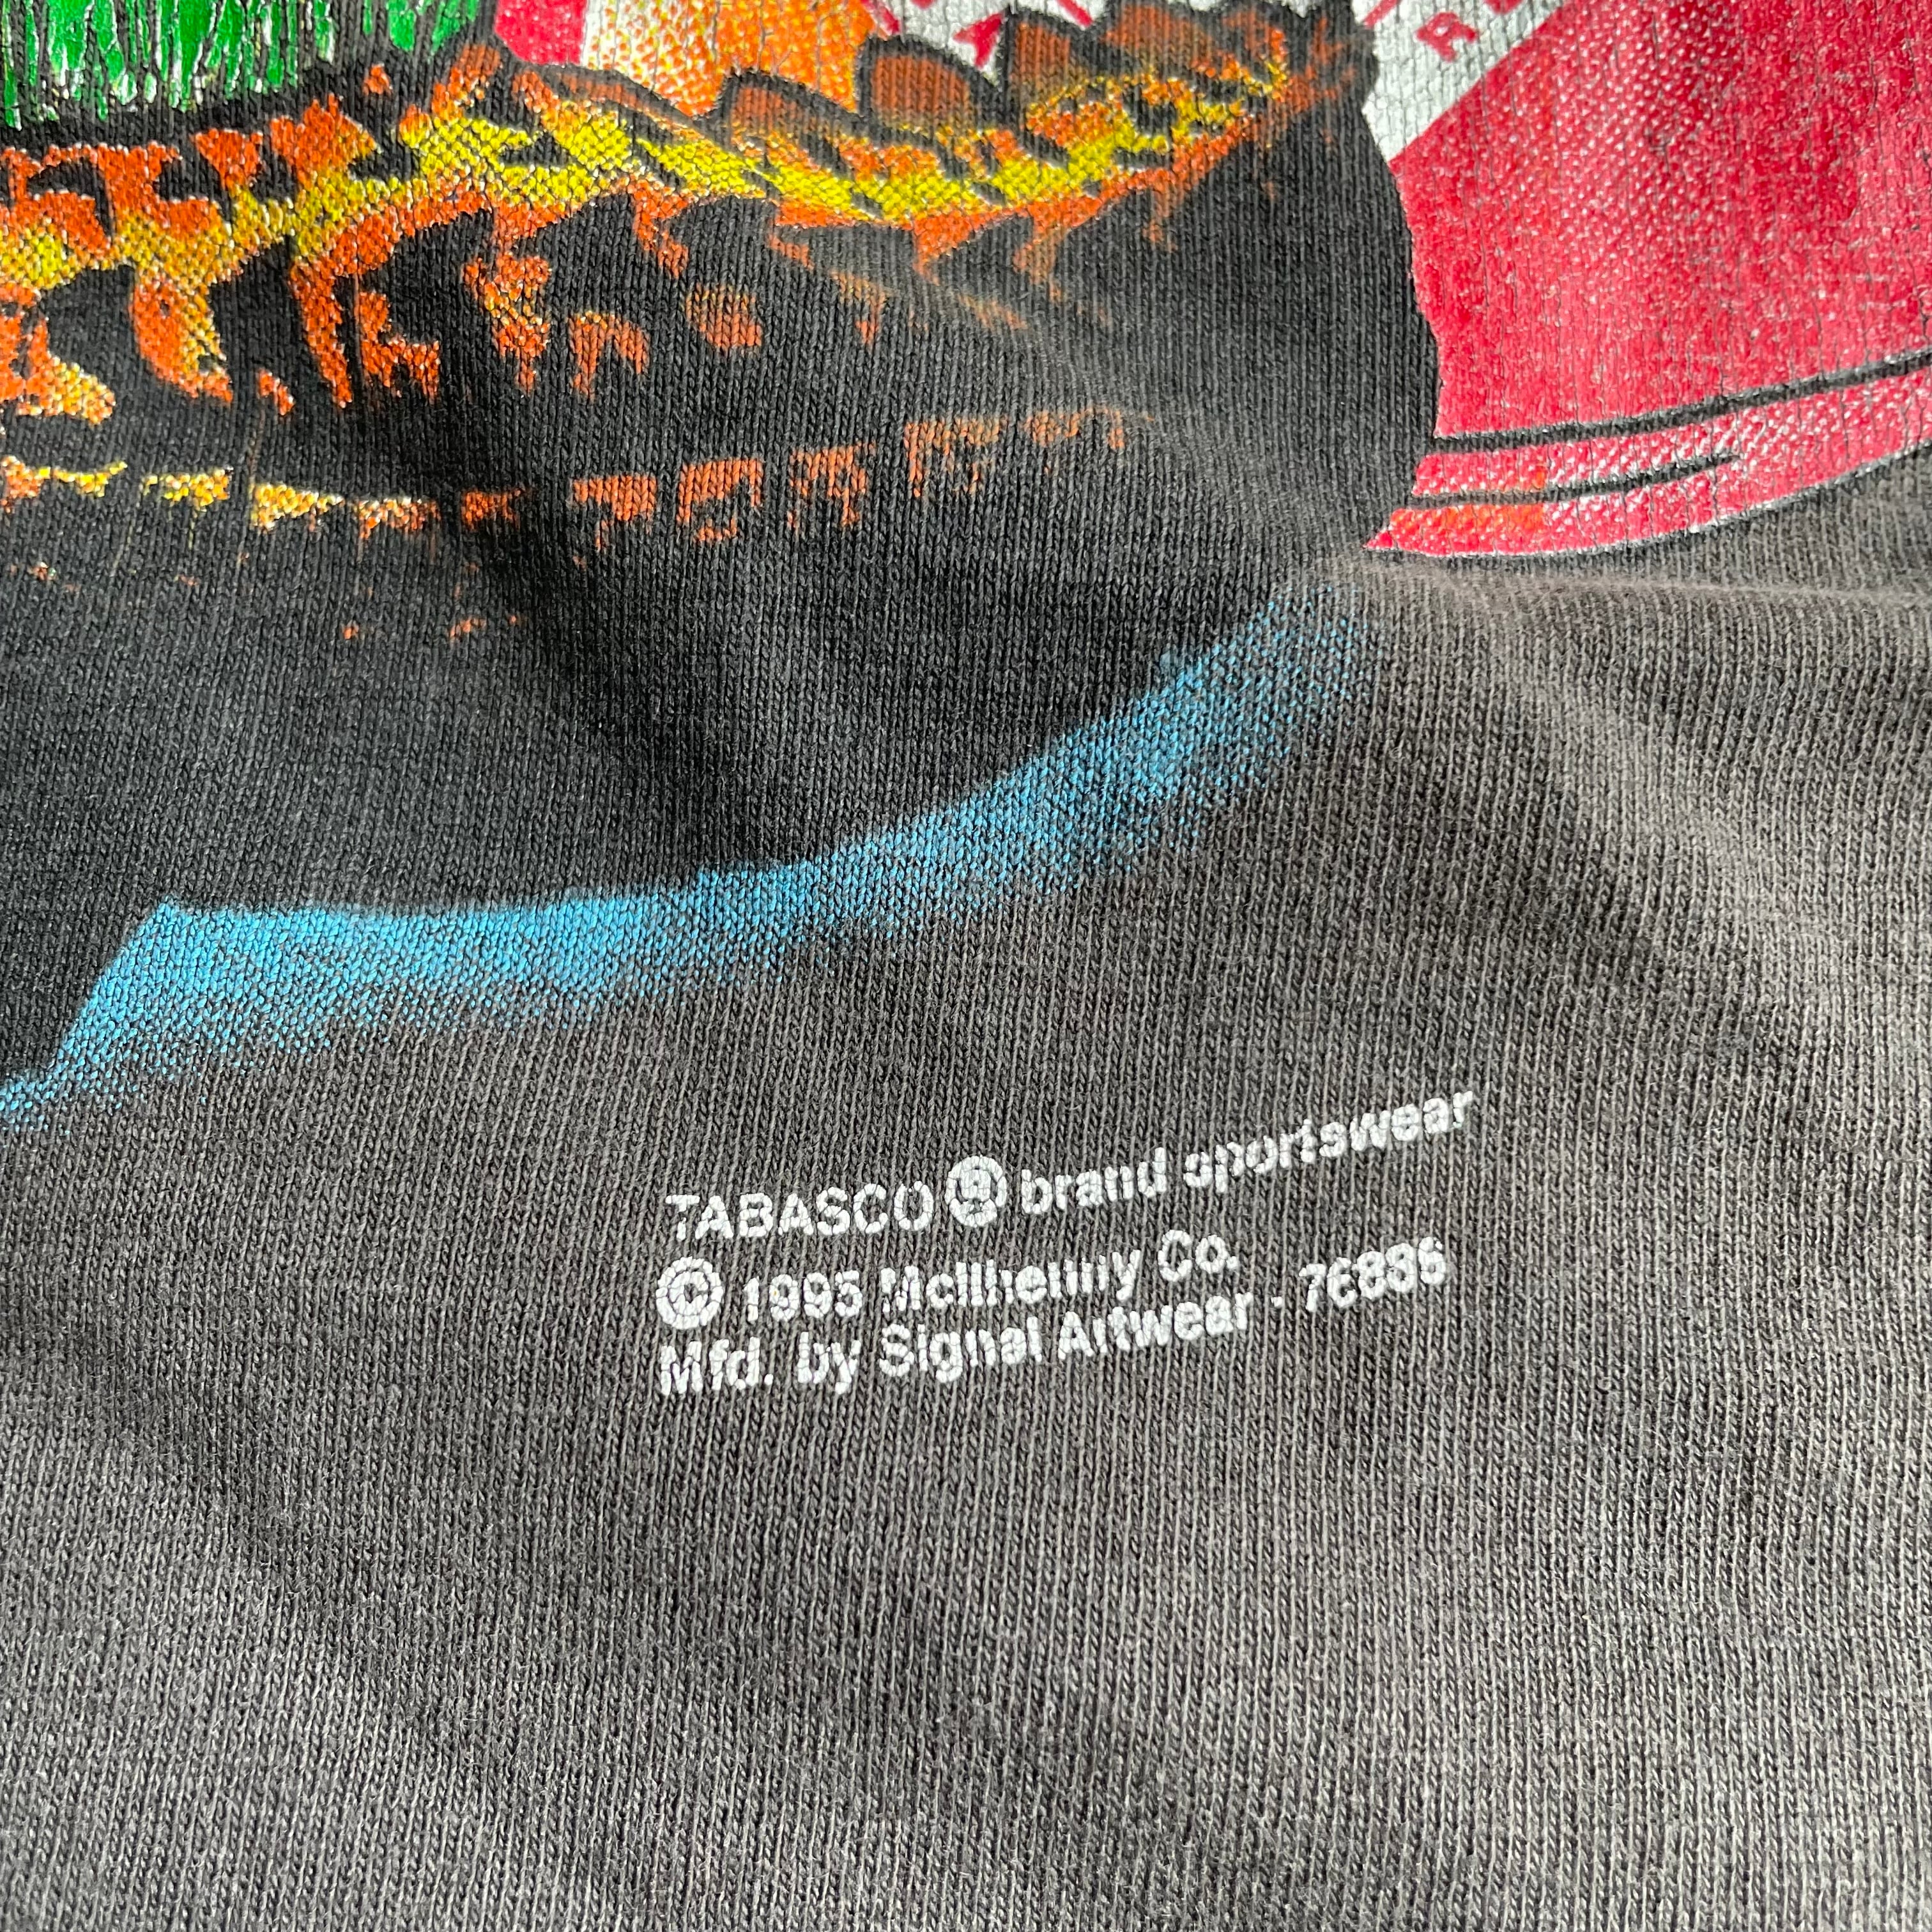 TABASCO ® brand sportswear
© 1995 McIlhenny Co.
Mfd. by Signal Artwear · 76886